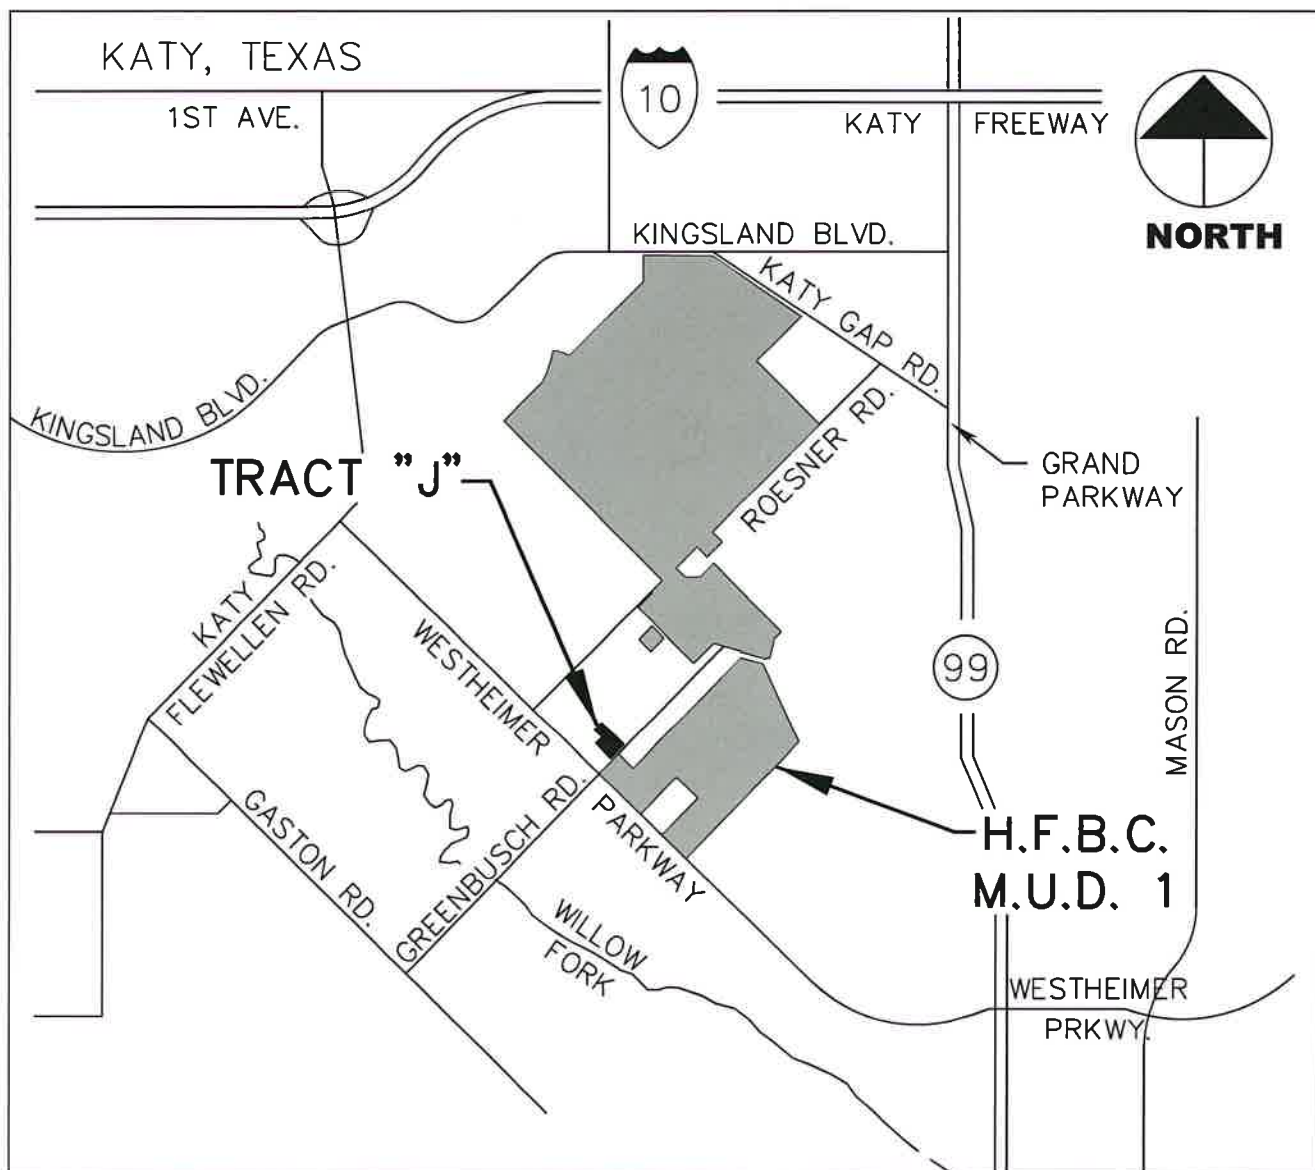 KATY, TEXAS
1ST AVE.
10
KATY FREEWAY
NORTH
KINGSLAND BLVD.
KATY GAP RD.
KINGSLAND BLVD.
ROESNER RD.
TRACT "J"
GRAND
PARKWAY
KATY
FLEWELLEN RD.
WESTHEIMER
PARKWAY
99
MASON RD.
GASTON RD.
GREENBUSCH RD.
H.F.B.C.
M.U.D. 1
WILLOW
FORK
WESTHEIMER
PRKWY.